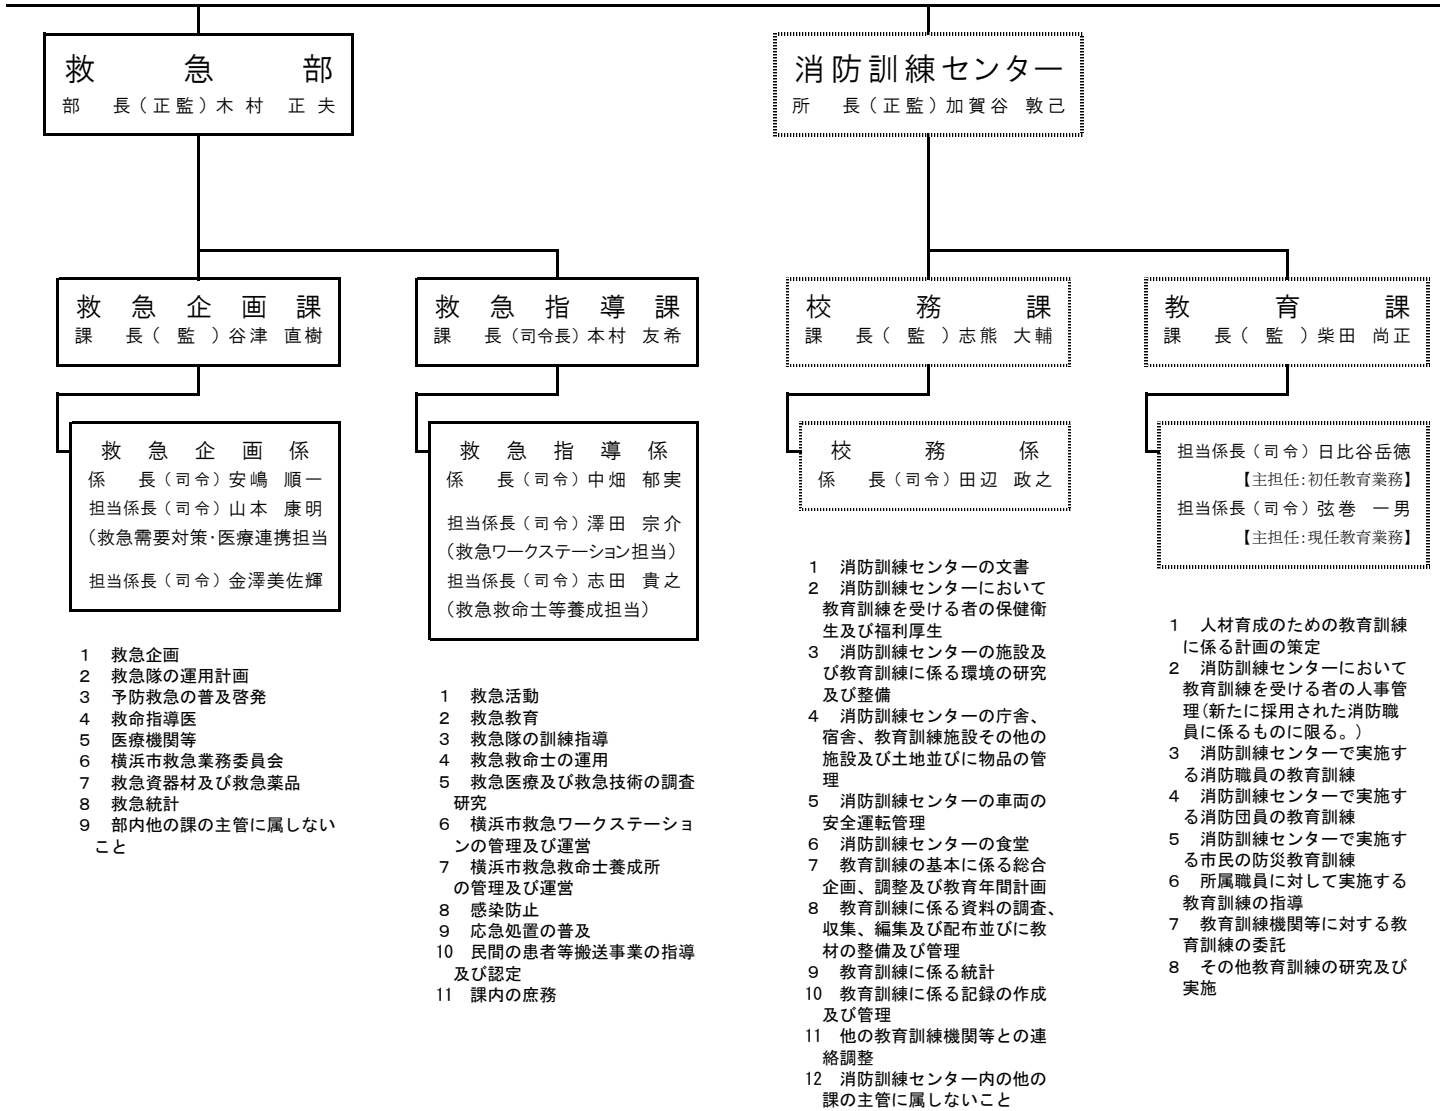 救急部
部 長(正監)木村 正夫
消防訓練センター
所 長(正監)加賀谷 敦己
救急企画課
課 長( 監 )谷津 直樹
救急指導課
課 長(司令長)本村 友希
校務課
課 長( 監 )志熊 大輔
教育課
課 長( 監 )柴田 尚正
救急企画係
係 長(司令)安嶋 順一
担当係長(司令)山本 康明
(救急需要対策・医療連携担当
担当係長(司令)金澤美佐輝
1 救急企画
2 救急隊の運用計画
3 予防救急の普及啓発
4 救命指導医
5 医療機関等
6 横浜市救急業務委員会
7 救急資器材及び救急薬品
8 救急統計
9 部内他の課の主管に属しない
こと
救急指導係
係 長(司令)中畑 郁実
担当係長(司令)澤田 宗介
(救急ワークステーション担当)
担当係長(司令)志田 貴之
(救急救命士等養成担当)
1 救急活動
2 救急教育
3 救急隊の訓練指導
4 救急救命士の運用
5 救急医療及び救急技術の調査
研究
6 横浜市救急ワークステーショ
ンの管理及び運営
7 横浜市救急救命士養成所
の管理及び運営
8 感染防止
9 応急処置の普及
10 民間の患者等搬送事業の指導
及び認定
11 課内の庶務
校務係
係 長(司令)田辺 政之
1 消防訓練センターの文書
2 消防訓練センターにおいて
教育訓練を受ける者の保健衛
生及び福利厚生
3 消防訓練センターの施設及
び教育訓練に係る環境の研究
及び整備
4 消防訓練センターの庁舎、
宿舎、教育訓練施設その他の
施設及び土地並びに物品の管
理
5 消防訓練センターの車両の
安全運転管理
6 消防訓練センターの食堂
7 教育訓練の基本に係る総合
企画、調整及び教育年間計画
8 教育訓練に係る資料の調査、
収集、編集及び配布並びに教
材の整備及び管理
9 教育訓練に係る統計
10 教育訓練に係る記録の作成
及び管理
11 他の教育訓練機関等との連
絡調整
12 消防訓練センター内の他の
課の主管に属しないこと
担当係長(司令)日比谷岳徳
【主担任:初任教育業務】
担当係長(司令)弦巻 一男
【主担任:現任教育業務】
1 人材育成のための教育訓練
に係る計画の策定
2 消防訓練センターにおいて
教育訓練を受ける者の人事管
理(新たに採用された消防職
員に係るものに限る。)
3 消防訓練センターで実施す
る消防職員の教育訓練
4 消防訓練センターで実施す
る消防団員の教育訓練
5 消防訓練センターで実施す
る市民の防災教育訓練
6 所属職員に対して実施する
教育訓練の指導
7 教育訓練機関等に対する教
育訓練の委託
8 その他教育訓練の研究及び
実施